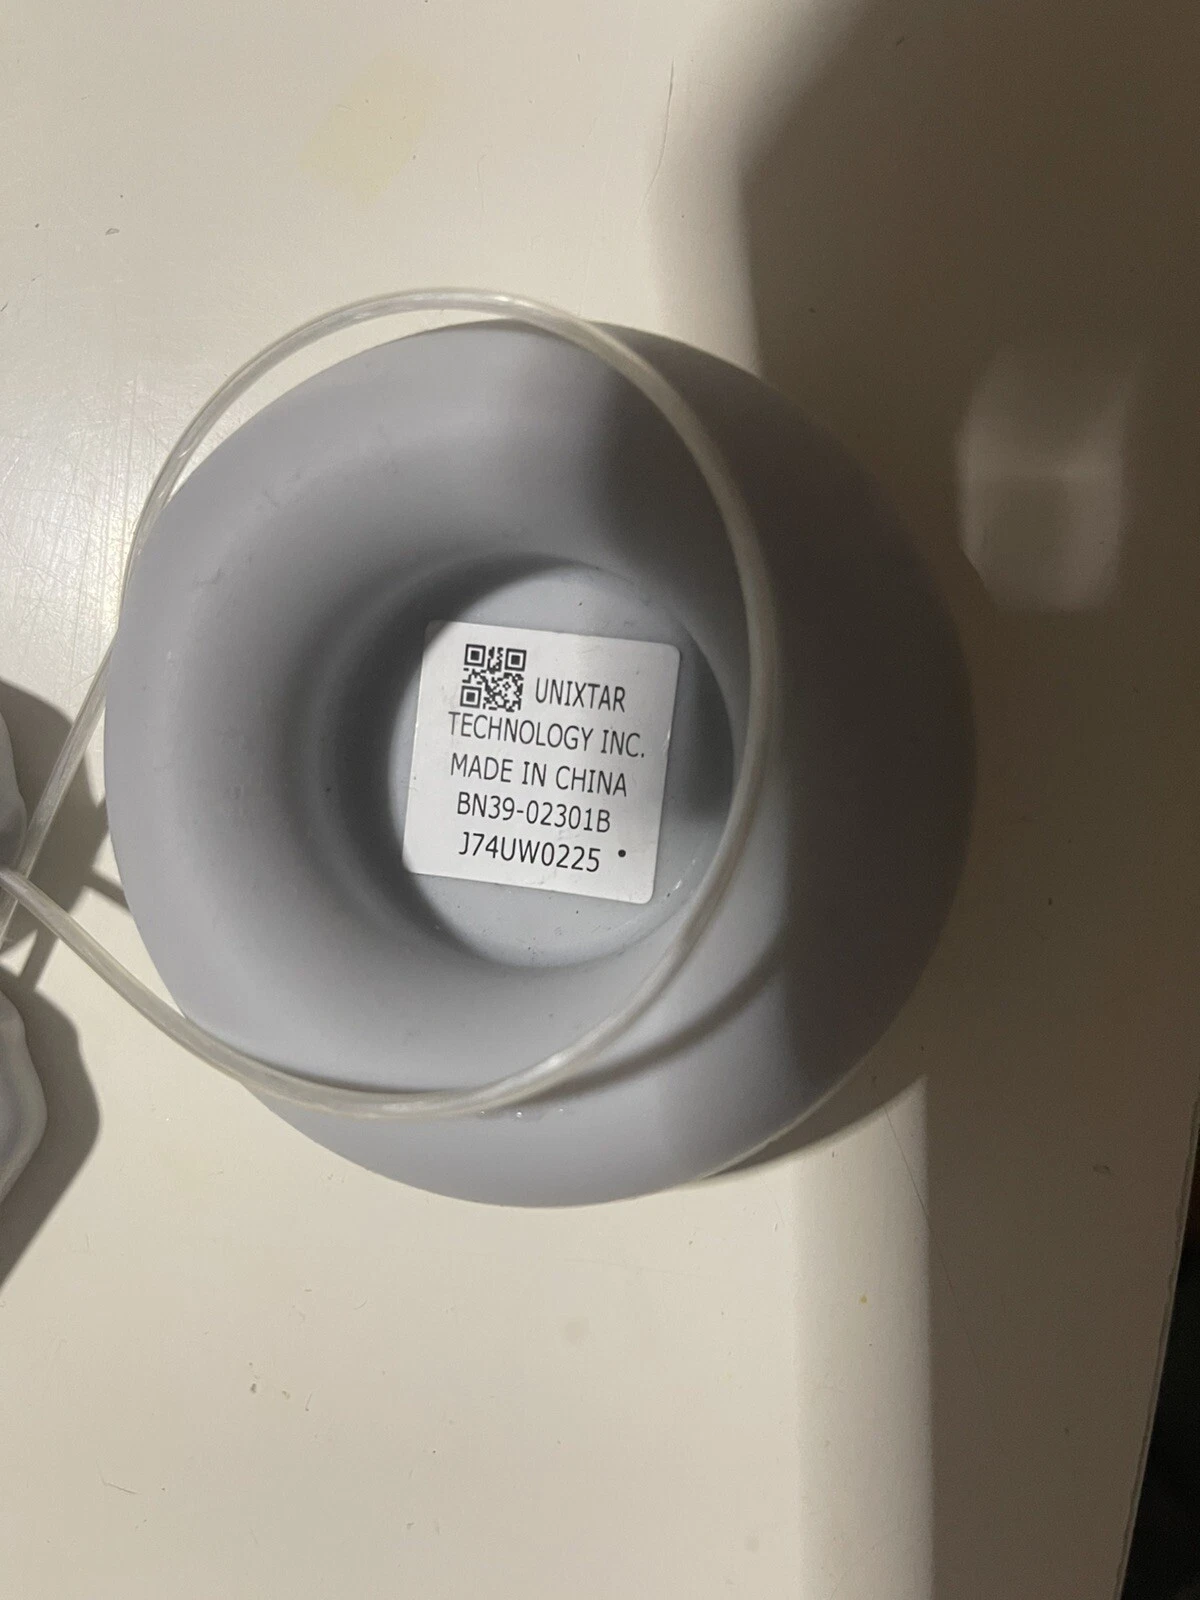 UNIXTAR
TECHNOLOGY INC.
MADE IN CHINA
BN39-02301B
J74UW0225